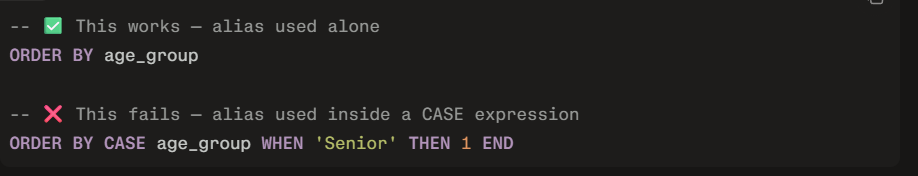 -- ✅ This works — alias used alone
ORDER BY age_group
-- ❌ This fails — alias used inside a CASE expression
ORDER BY CASE age_group WHEN 'Senior' THEN 1 END